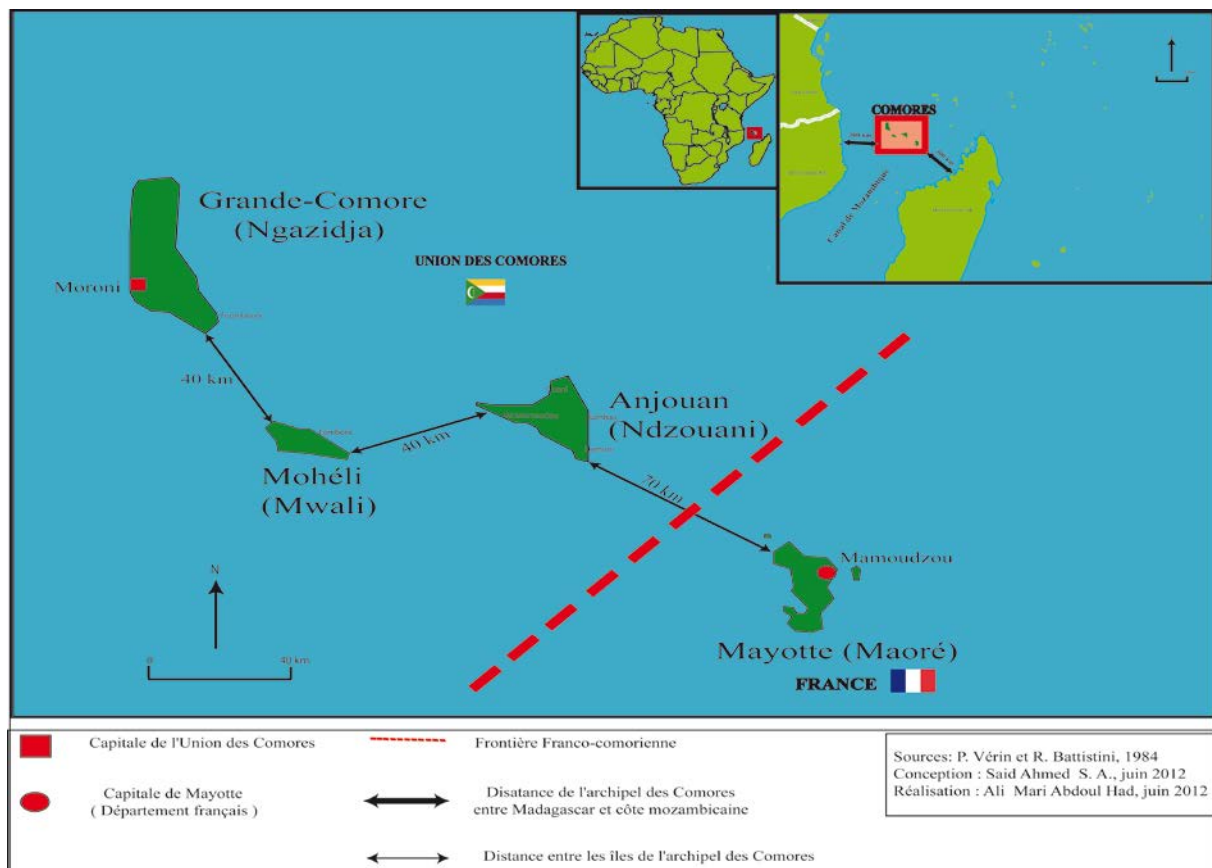 COMORES
Canal de Mozambique
Grande-Comore
(Ngazidja)
UNION DES COMORES
Moroni
40 km
Anjouan
(Ndzouani)
40 km
Mohéli
(Mwali)
70 km
N
Mamoudzou
0 40 km
Mayotte (Maoré)
FRANCE
Capitale de l'Union des Comores
Frontière Franco-comorienne
Capitale de Mayotte
( Département français )
Disatance de l'archipel des Comores
entre Madagascar et côte mozambicaine
Distance entre les îles de l'archipel des Comores
Sources: P. Vérin et R. Battistini, 1984
Conception : Said Ahmed S. A., juin 2012
Réalisation : Ali Mari Abdoul Had, juin 2012